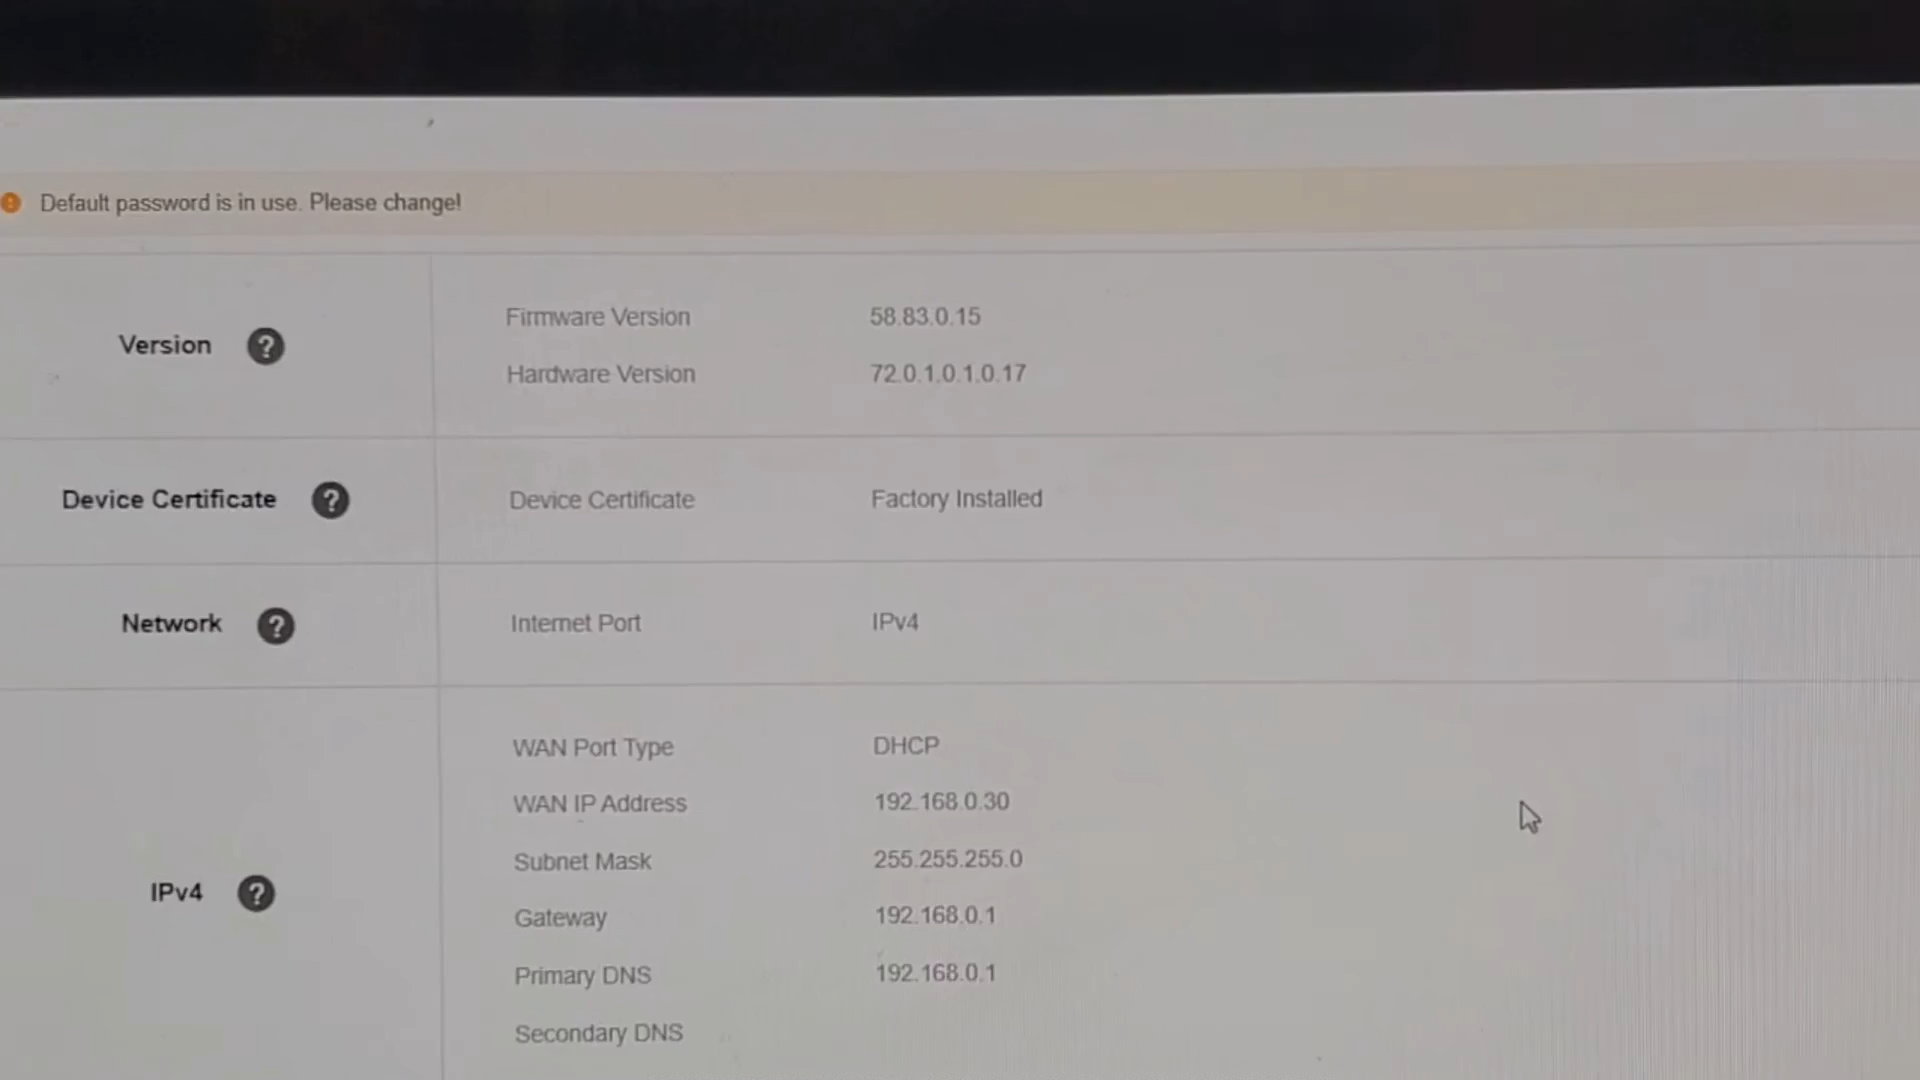 Default password is in use. Please change!
Version ? Firmware Version 58.83.0.15
Hardware Version 72.0.1.0.1.0.17
Device Certificate ? Device Certificate Factory Installed
Network ? Internet Port IPv4
WAN Port Type DHCP
WAN IP Address 192.168.0.30
Subnet Mask 255.255.255.0
IPv4 ? Gateway 192.168.0.1
Primary DNS 192.168.0.1
Secondary DNS